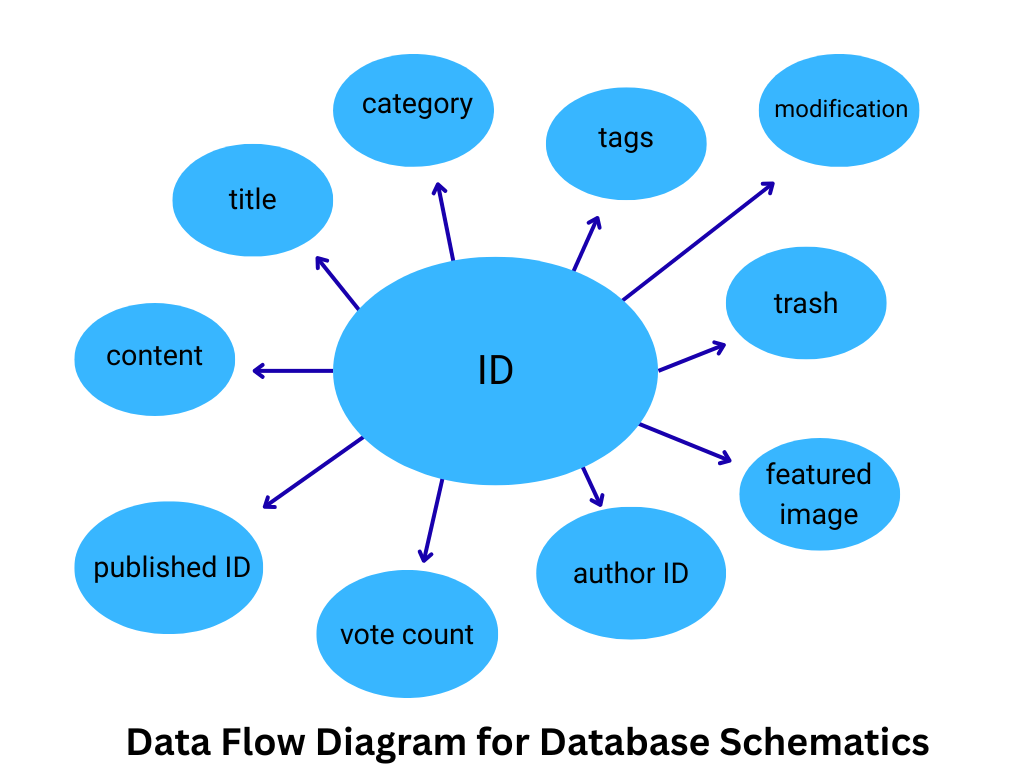 category
tags
modification
title
trash
content
ID
featured
image
published ID
author ID
vote count
Data Flow Diagram for Database Schematics